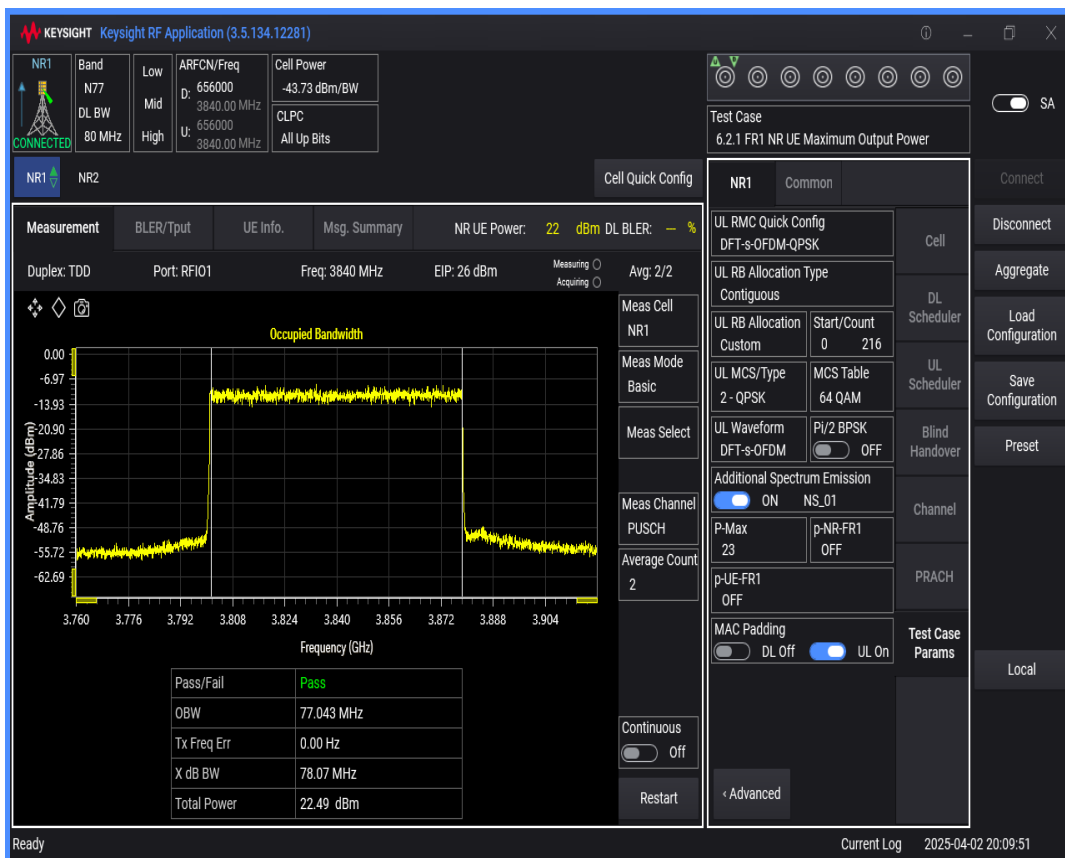 KEYSIGHT Keysight RF Application (3.5.134.12281)
NR1
CONNECTED
Band
N77
DL BW
80 MHz
Low
Mid
High
ARFCN/Freq
D: 656000
3840.00 MHz
U: 656000
3840.00 MHz
Cell Power
-43.73 dBm/BW
CLPC
All Up Bits
Test Case
6.2.1 FR1 NR UE Maximum Output Power
SA
NR1 NR2
Cell Quick Config
Measurement BLER/Tput UE Info. Msg. Summary NR UE Power: 22 dBm DL BLER: — %
Duplex: TDD Port: RFIO1 Freq: 3840 MHz EIP: 26 dBm Measuring Avg: 2/2
Acquiring
Occupied Bandwidth
Amplitude (dBm)
0.00
-6.97
-13.93
-20.90
-27.86
-34.83
-41.79
-48.76
-55.72
-62.69
3.760 3.776 3.792 3.808 3.824 3.840 3.856 3.872 3.888 3.904
Frequency (GHz)
Pass/Fail Pass
OBW 77.043 MHz
Tx Freq Err 0.00 Hz
X dB BW 78.07 MHz
Total Power 22.49 dBm
Meas Cell
NR1
Meas Mode
Basic
Meas Select
Meas Channel
PUSCH
Average Count
2
Continuous
Off
Restart
NR1 Common
UL RMC Quick Config
DFT-s-OFDM-QPSK
UL RB Allocation Type
Contiguous
UL RB Allocation Start/Count
Custom 0 216
UL MCS/Type MCS Table
2 - QPSK 64 QAM
UL Waveform Pi/2 BPSK
DFT-s-OFDM OFF
Additional Spectrum Emission
ON NS_01
P-Max p-NR-FR1
23 OFF
p-UE-FR1
OFF
MAC Padding
DL Off UL On
‹ Advanced
Cell
DL
Scheduler
UL
Scheduler
Blind
Handover
Channel
PRACH
Test Case
Params
Connect
Disconnect
Aggregate
Load
Configuration
Save
Configuration
Preset
Local
Ready Current Log 2025-04-02 20:09:51